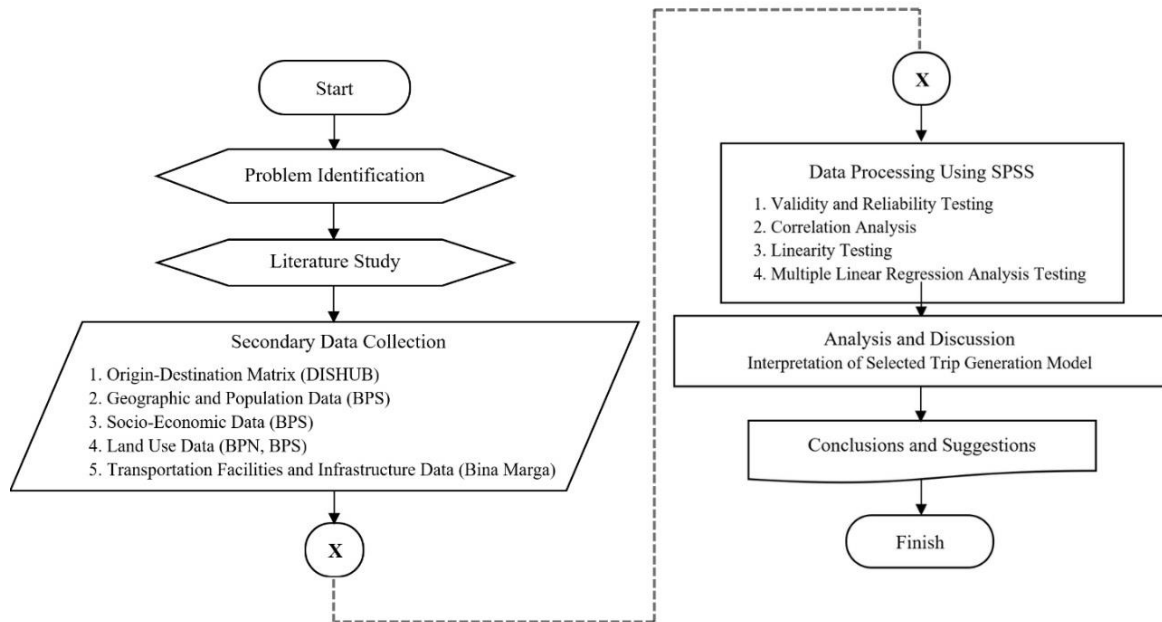 Start
Problem Identification
Literature Study
Secondary Data Collection
1. Origin-Destination Matrix (DISHUB)
2. Geographic and Population Data (BPS)
3. Socio-Economic Data (BPS)
4. Land Use Data (BPN, BPS)
5. Transportation Facilities and Infrastructure Data (Bina Marga)
X
X
Data Processing Using SPSS
1. Validity and Reliability Testing
2. Correlation Analysis
3. Linearity Testing
4. Multiple Linear Regression Analysis Testing
Analysis and Discussion
Interpretation of Selected Trip Generation Model
Conclusions and Suggestions
Finish